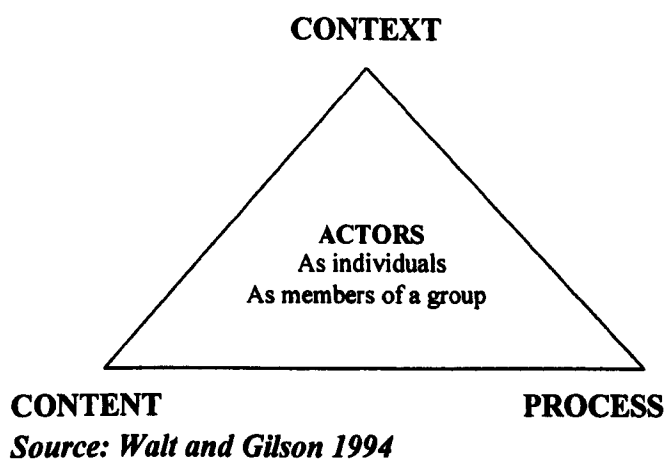 CONTEXT
ACTORS
As individuals
As members of a group
CONTENT PROCESS
Source: Walt and Gilson 1994